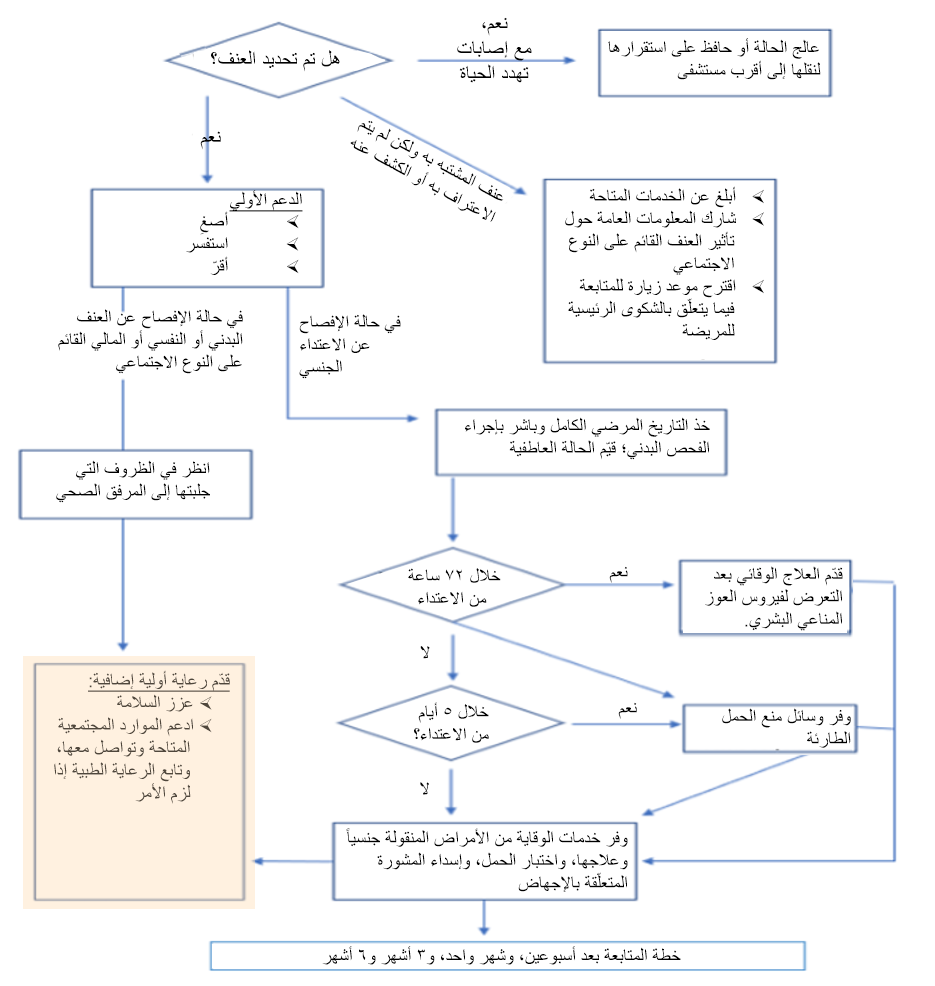 هل تم تحديد العنف؟
نعم،
مع إصابات
تهدد الحياة
عالج الحالة أو حافظ على استقرارها
لنقلها إلى أقرب مستشفى
نعم
عنف المشتبه به ولكن لم يتم
الاعتراف به أو الكشف عنه
أبلغ عن الخدمات المتاحة
شارك المعلومات العامة حول
تأثير العنف القائم على النوع
الاجتماعي
اقترح موعد زيارة للمتابعة
فيما يتعلّق بالشكوى الرئيسية
للمريضة
الدعم الأولي
أصغِ
استفسر
أقرّ
في حالة الإفصاح عن العنف
البدني أو النفسي أو المالي القائم
على النوع الاجتماعي
في حالة الإفصاح
عن الاعتداء
الجنسي
خذ التاريخ المرضي الكامل وباشر بإجراء
الفحص البدني؛ قيّم الحالة العاطفية
انظر في الظروف التي
جلبتها إلى المرفق الصحي
خلال ٧٢ ساعة
من الاعتداء
نعم
قدّم العلاج الوقائي بعد
التعرض لفيروس العوز
المناعي البشري.
لا
خلال ٥ أيام
من الاعتداء؟
نعم
وفر وسائل منع الحمل
الطارئة
لا
قدّم رعاية أولية إضافية:
عزز السلامة
ادعم الموارد المجتمعية
المتاحة وتواصل معها،
وتابع الرعاية الطبية إذا
لزم الأمر
وفر خدمات الوقاية من الأمراض المنقولة جنسياً
وعلاجها، واختبار الحمل، وإسداء المشورة
المتعلّقة بالإجهاض
خطة المتابعة بعد أسبوعين، وشهر واحد، و٣ أشهر و٦ أشهر